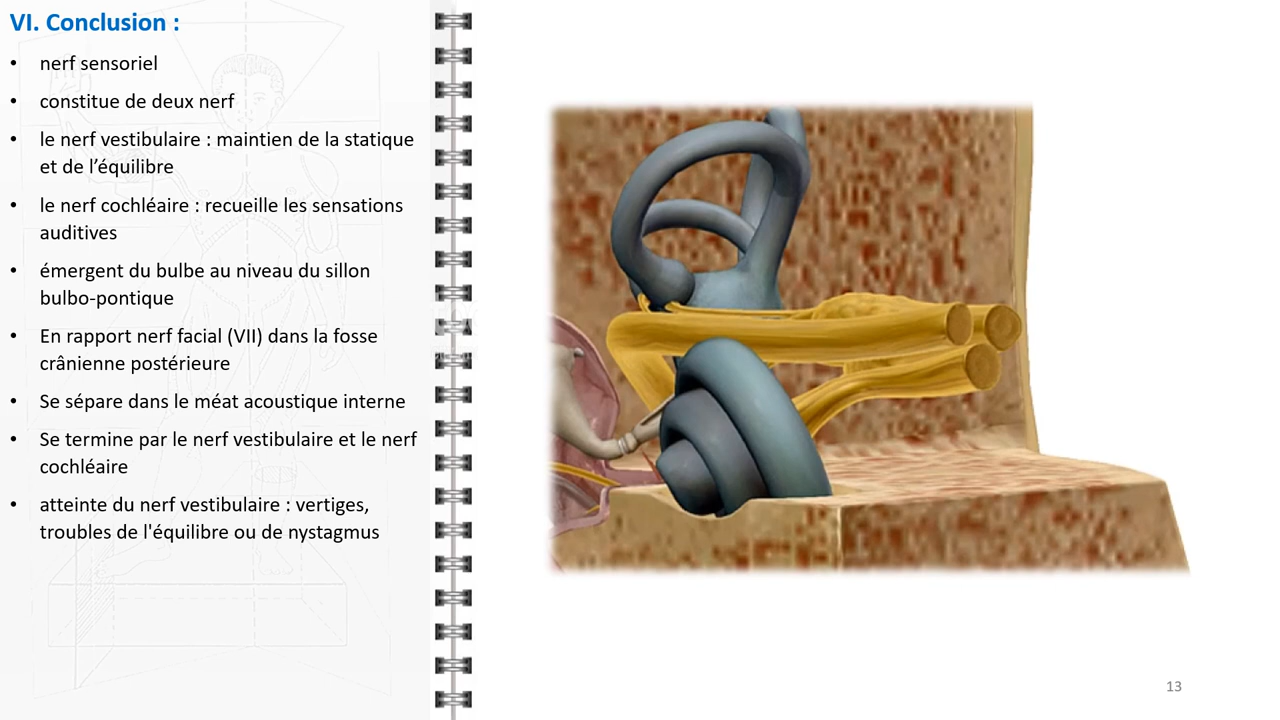 VI. Conclusion :
• nerf sensoriel
• constitue de deux nerf
• le nerf vestibulaire : maintien de la statique
et de l’équilibre
• le nerf cochléaire : recueille les sensations
auditives
• émergent du bulbe au niveau du sillon
bulbo-pontique
• En rapport nerf facial (VII) dans la fosse
crânienne postérieure
• Se sépare dans le méat acoustique interne
• Se termine par le nerf vestibulaire et le nerf
cochléaire
• atteinte du nerf vestibulaire : vertiges,
troubles de l'équilibre ou de nystagmus
13